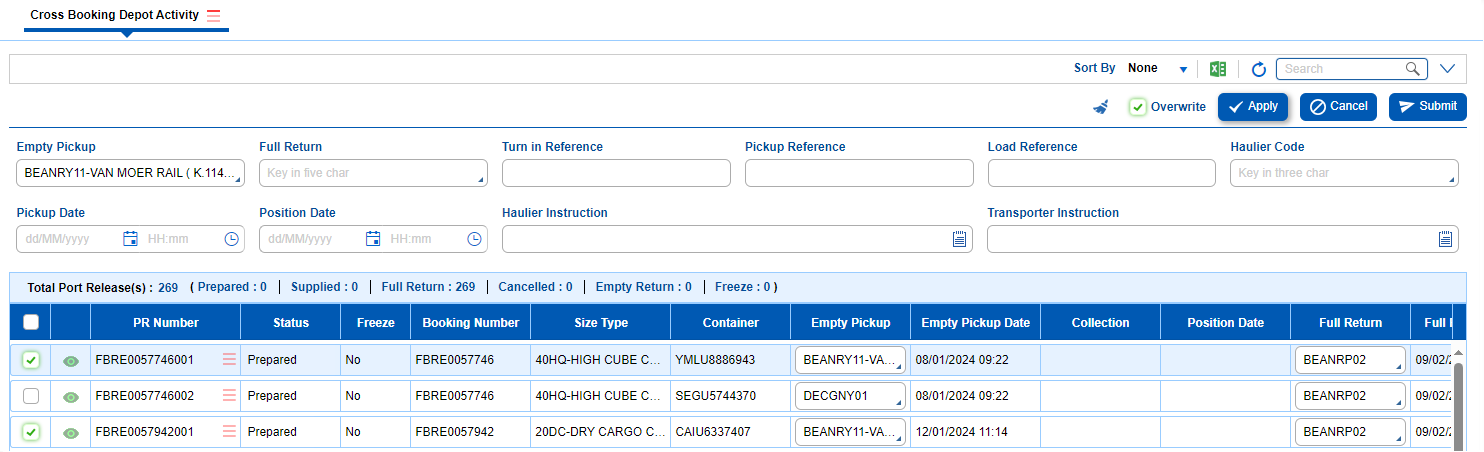 Cross Booking Depot Activity
Sort By None Search
Overwrite Apply Cancel Submit
Empty Pickup Full Return Turn in Reference Pickup Reference Load Reference Haulier Code
BEANRY11-VAN MOER RAIL ( K.114... Key in five char Key in three char
Pickup Date Position Date Haulier Instruction Transporter Instruction
dd/MM/yyyy HH:mm dd/MM/yyyy HH:mm
Total Port Release(s) : 269 ( Prepared : 0 | Supplied : 0 | Full Return : 269 | Cancelled : 0 | Empty Return : 0 | Freeze : 0 )
PR Number Status Freeze Booking Number Size Type Container Empty Pickup Empty Pickup Date Collection Position Date Full Return Full
FBRE0057746001 Prepared No FBRE0057746 40HQ-HIGH CUBE C... YMLU8886943 BEANRY11-VA... 08/01/2024 09:22 BEANRP02 09/02/2
FBRE0057746002 Prepared No FBRE0057746 40HQ-HIGH CUBE C... SEGU5744370 DECGNY01 08/01/2024 09:22 BEANRP02 09/02/2
FBRE0057942001 Prepared No FBRE0057942 20DC-DRY CARGO C... CAIU6337407 BEANRY11-VA... 12/01/2024 11:14 BEANRP02 09/02/2